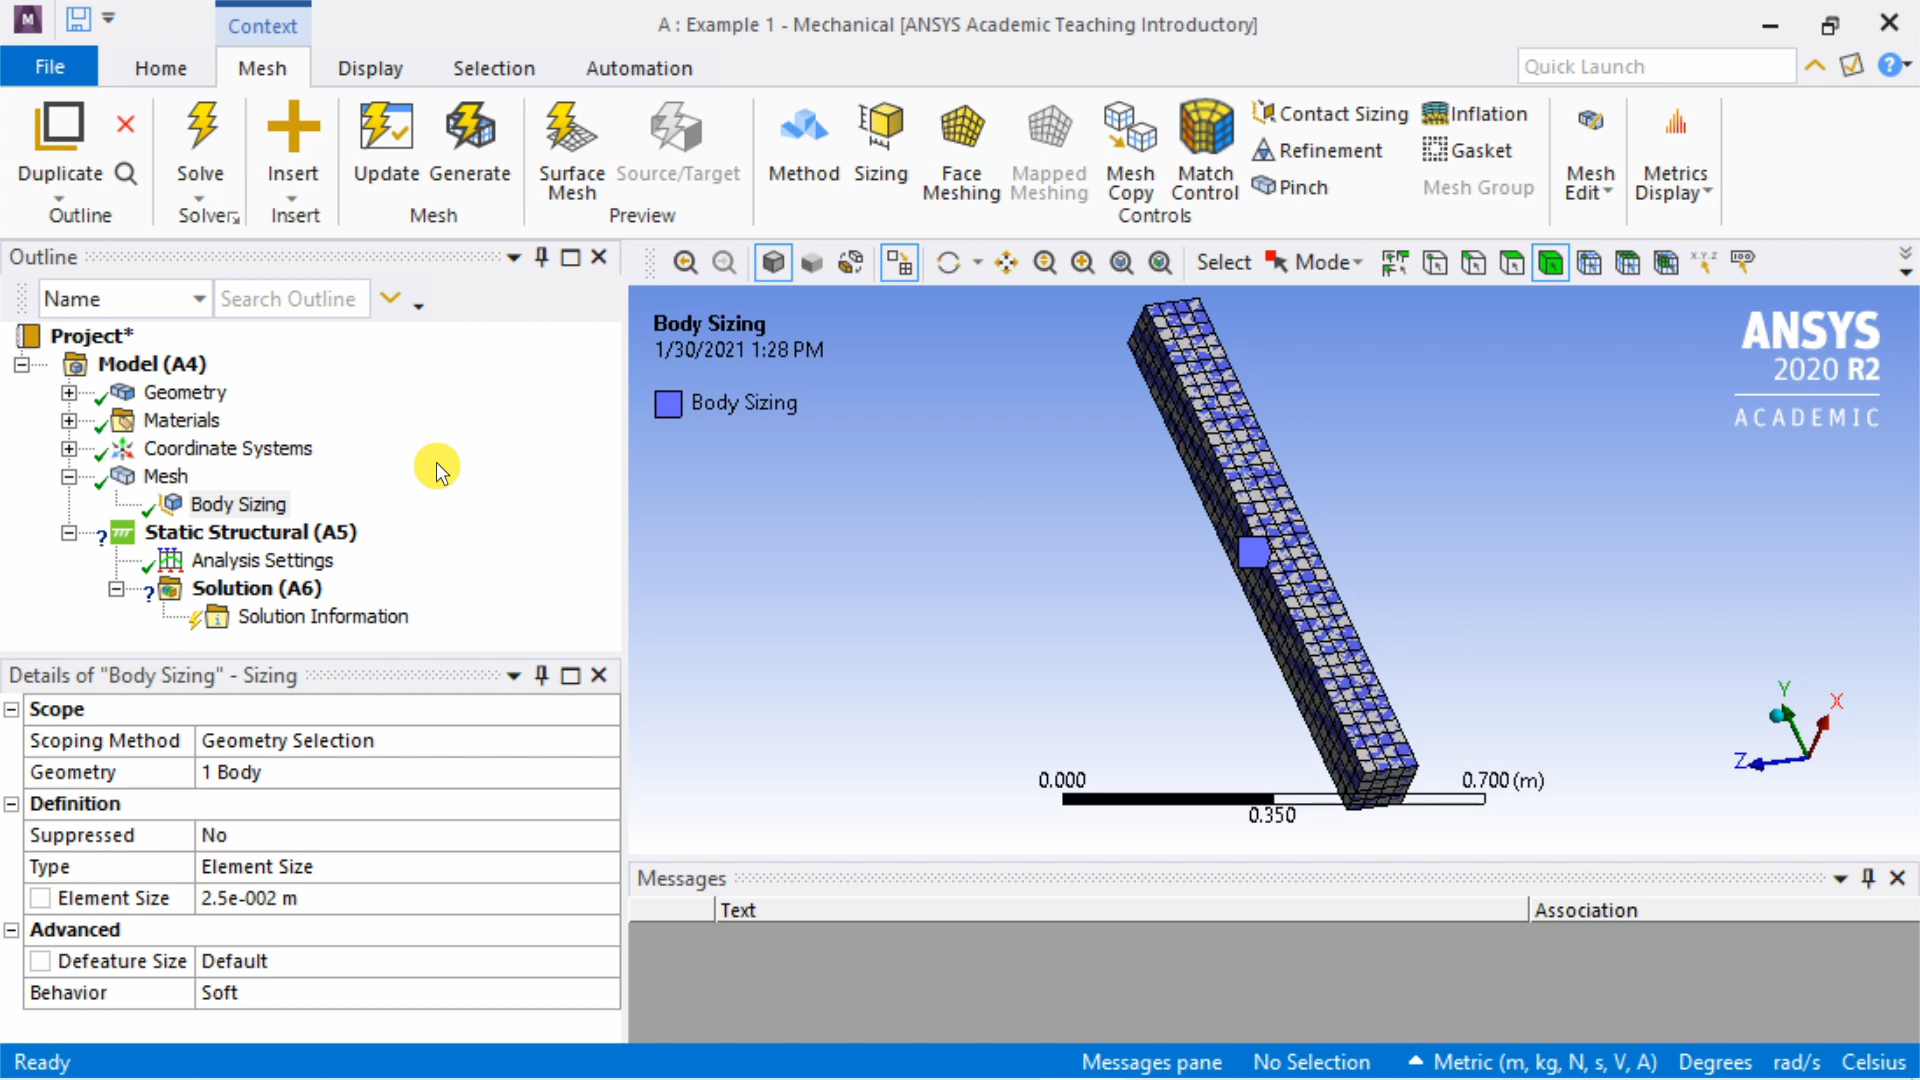 Context
A : Example 1 - Mechanical [ANSYS Academic Teaching Introductory]
File
Home
Mesh
Display
Selection
Automation
Quick Launch
Duplicate
Outline
Solve
Solver
Insert
Insert
Update
Generate
Mesh
Surface
Mesh
Source/Target
Preview
Method
Sizing
Face
Meshing
Mapped
Meshing
Mesh
Copy
Match
Control
Contact Sizing
Refinement
Pinch
Inflation
Gasket
Mesh Group
Controls
Mesh
Edit
Metrics
Display
Outline
Name
Search Outline
Select
Mode
Project*
Model (A4)
Geometry
Materials
Coordinate Systems
Mesh
Body Sizing
Static Structural (A5)
Analysis Settings
Solution (A6)
Solution Information
Details of "Body Sizing" - Sizing
Scope
Scoping Method Geometry Selection
Geometry 1 Body
Definition
Suppressed No
Type Element Size
Element Size 2.5e-002 m
Advanced
Defeature Size Default
Behavior Soft
Body Sizing
1/30/2021 1:28 PM
Body Sizing
ANSYS
2020 R2
ACADEMIC
Y
X
Z
0.000
0.700 (m)
0.350
Messages
Text
Association
Ready
Messages pane
No Selection
Metric (m, kg, N, s, V, A)
Degrees
rad/s
Celsius